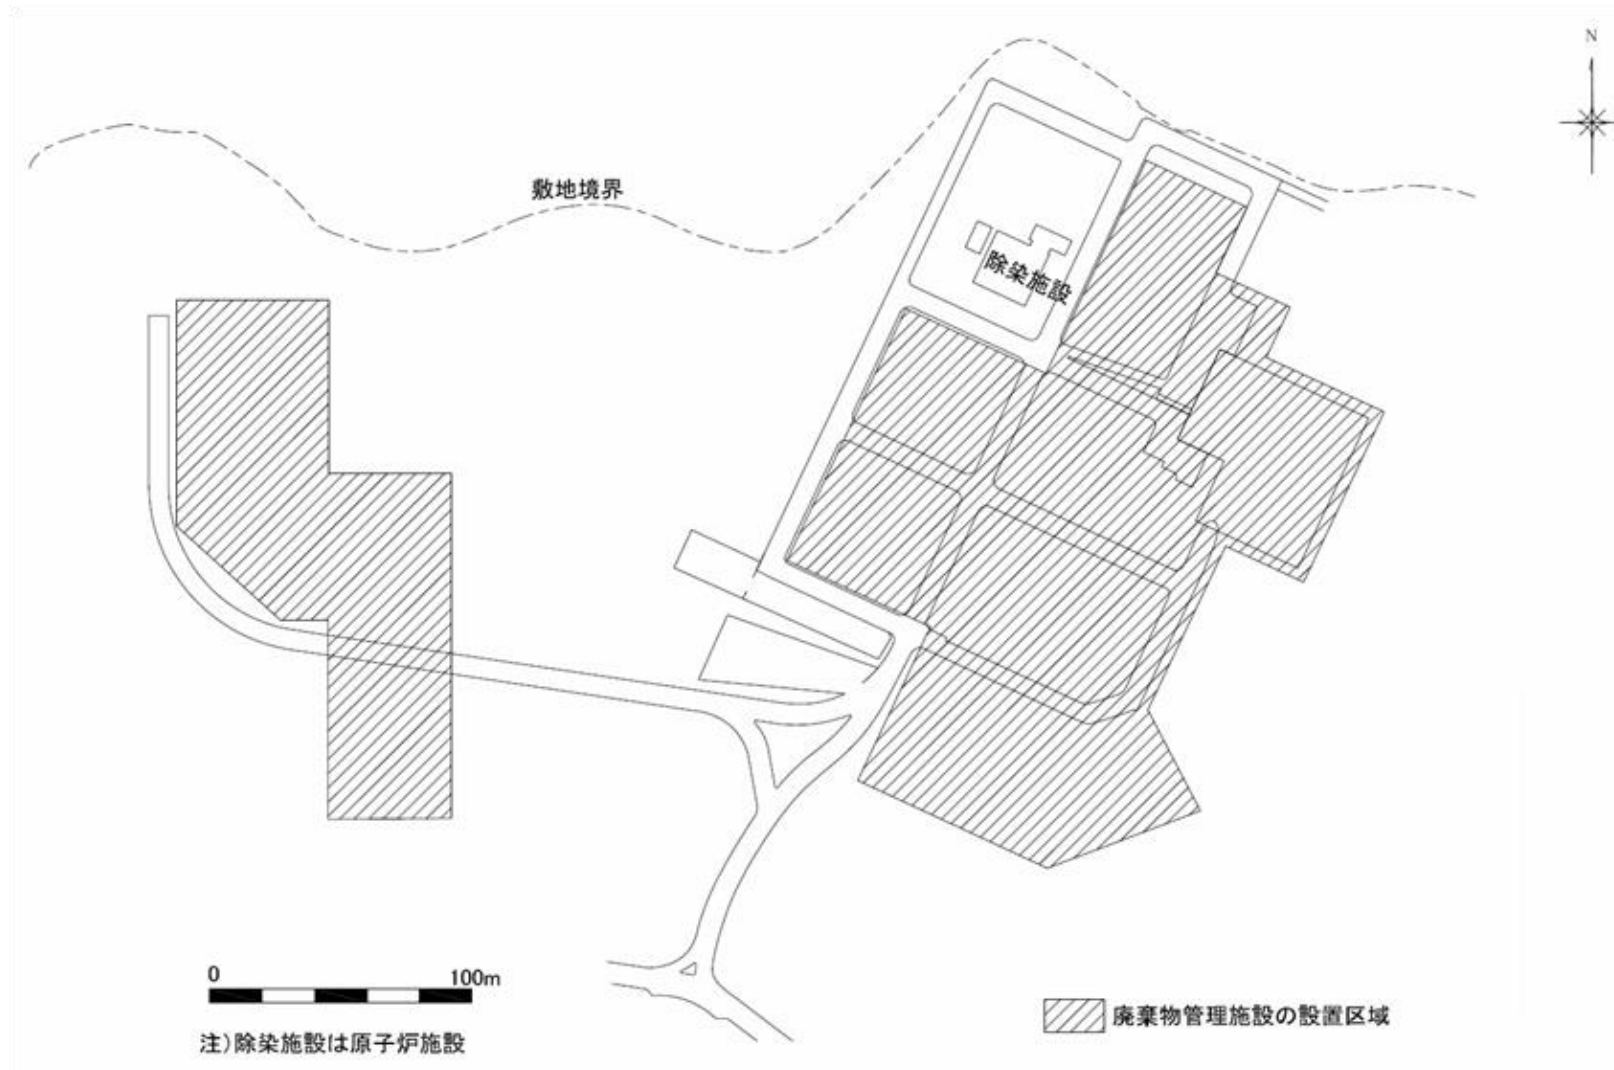 N
敷地境界
除染施設
0 100m
注)除染施設は原子炉施設
廃棄物管理施設の設置区域